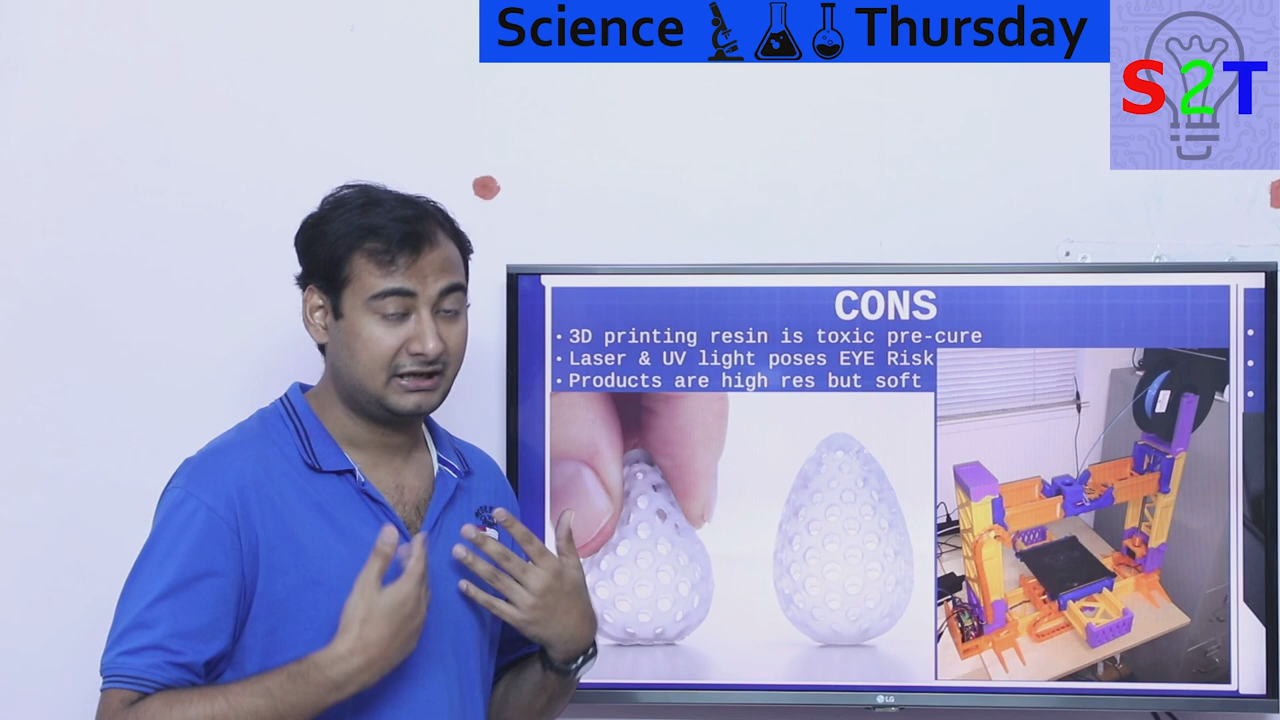 Science Thursday
S2T
CONS
• 3D printing resin is toxic pre-cure
• Laser & UV light poses EYE Risk
• Products are high res but soft
LG